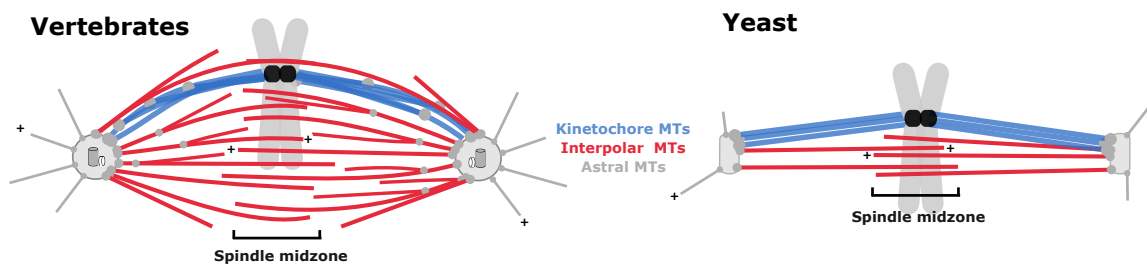 Vertebrates
Yeast
+
+
+
+
Kinetochore MTs
Interpolar MTs
Astral MTs
+
+
+
Spindle midzone
Spindle midzone